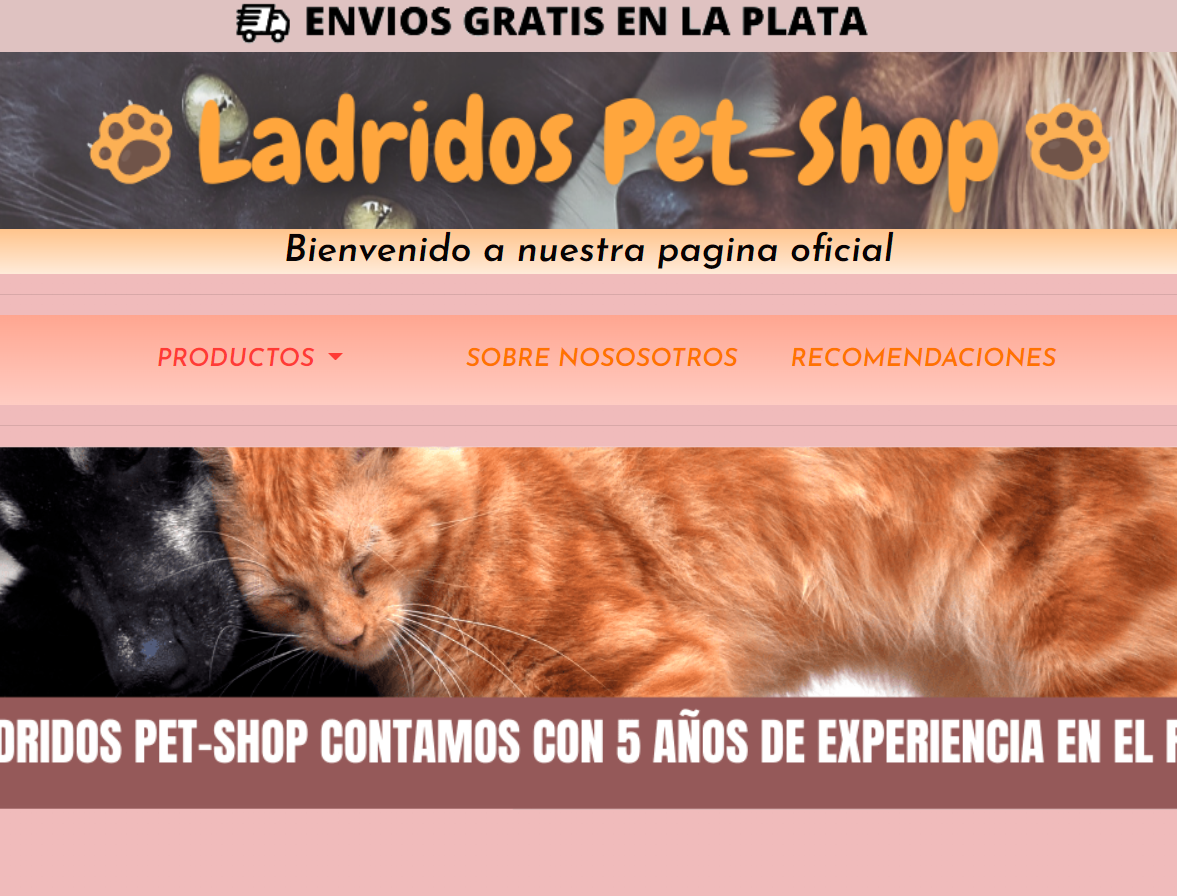 ENVIOS GRATIS EN LA PLATA
Ladridos Pet-Shop
Bienvenido a nuestra pagina oficial
PRODUCTOS SOBRE NOSOSOTROS RECOMENDACIONES
DRIDOS PET-SHOP CONTAMOS CON 5 AÑOS DE EXPERIENCIA EN EL